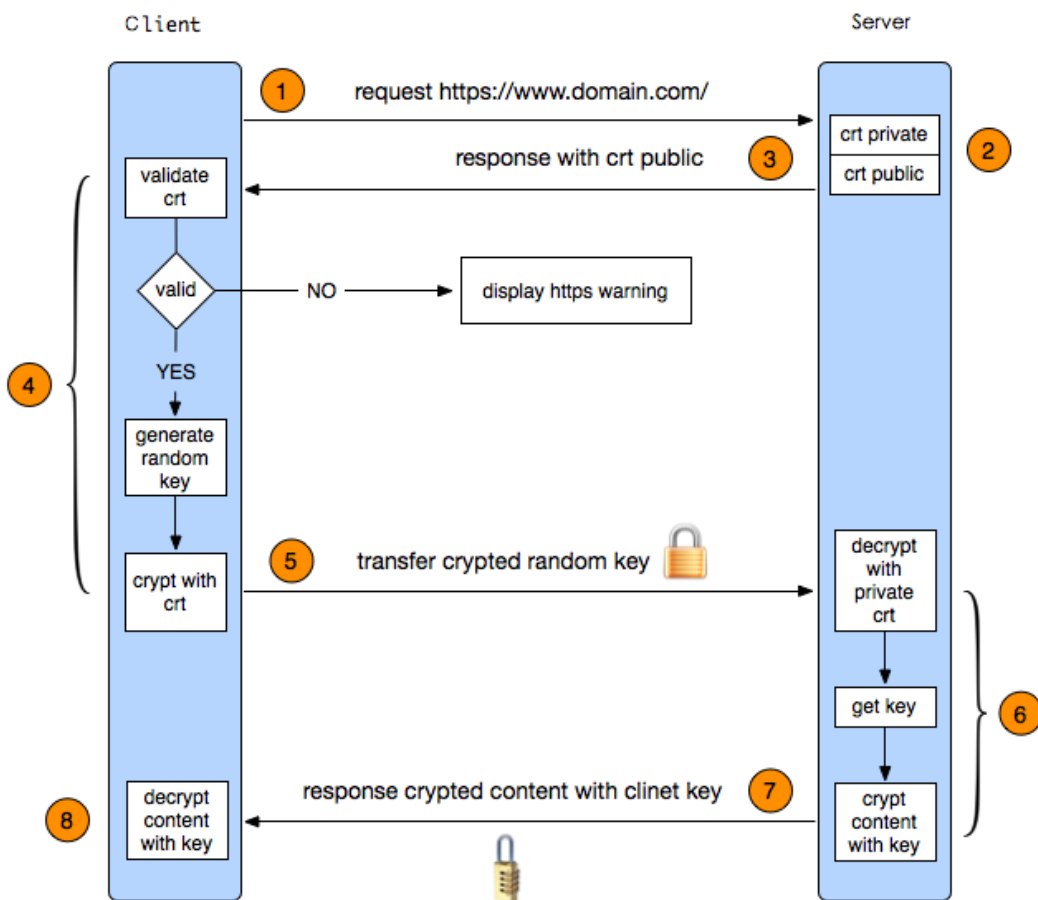 Client
Server
1
request https://www.domain.com/
crt private
2
response with crt public
3
crt public
validate
crt
valid
NO
display https warning
YES
4
generate
random
key
5
transfer crypted random key
decrypt
with
private
crt
crypt with
crt
get key
6
response crypted content with clinet key
7
8
decrypt
content
with key
crypt
content
with key